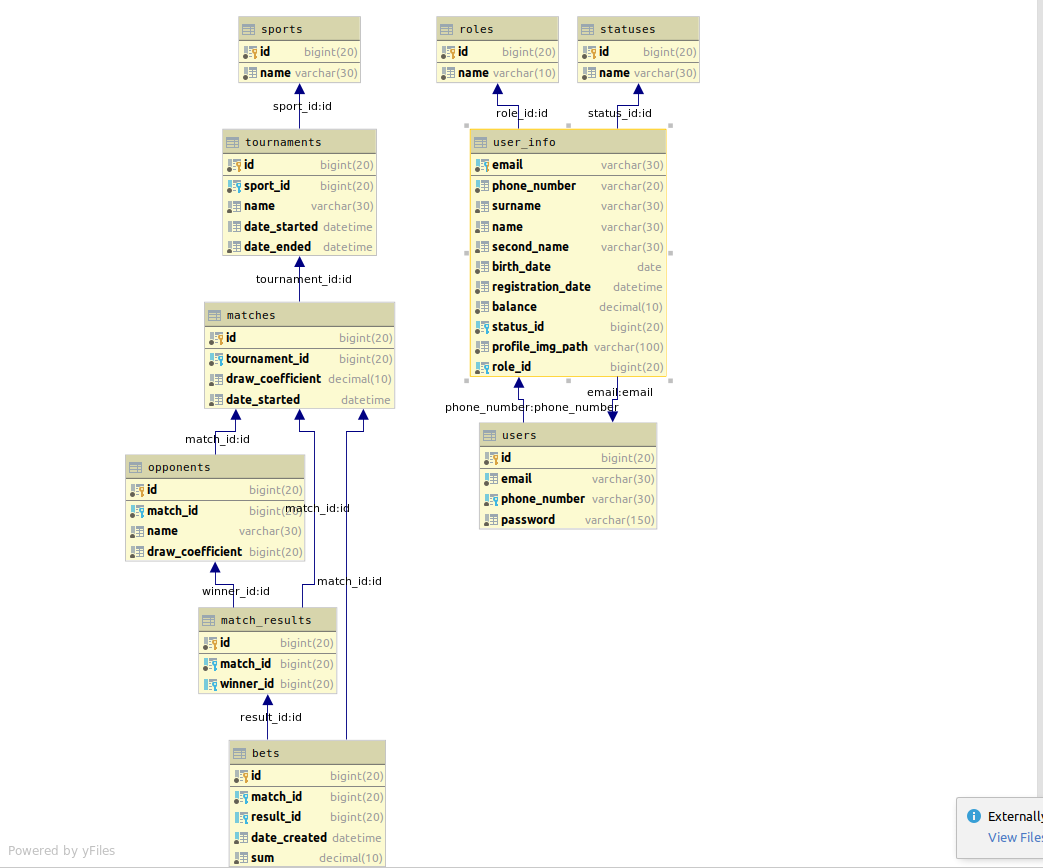 sports
id bigint(20)
name varchar(30)
roles
id bigint(20)
name varchar(10)
statuses
id bigint(20)
name varchar(30)
sport_id:id
role_id:id
status_id:id
tournaments
id bigint(20)
sport_id bigint(20)
name varchar(30)
date_started datetime
date_ended datetime
user_info
email varchar(30)
phone_number varchar(20)
surname varchar(30)
name varchar(30)
second_name varchar(30)
birth_date date
registration_date datetime
balance decimal(10)
status_id bigint(20)
profile_img_path varchar(100)
role_id bigint(20)
tournament_id:id
matches
id bigint(20)
tournament_id bigint(20)
draw_coefficient decimal(10)
date_started datetime
email:email
phone_number:phone_number
users
id bigint(20)
email varchar(30)
phone_number varchar(30)
password varchar(150)
match_id:id
opponents
id bigint(20)
match_id bigint(20)
name varchar(30)
draw_coefficient bigint(20)
match_id:id
match_id:id
winner_id:id
match_results
id bigint(20)
match_id bigint(20)
winner_id bigint(20)
result_id:id
bets
id bigint(20)
match_id bigint(20)
result_id bigint(20)
date_created datetime
sum decimal(10)
Powered by yFiles
Externally
View Files